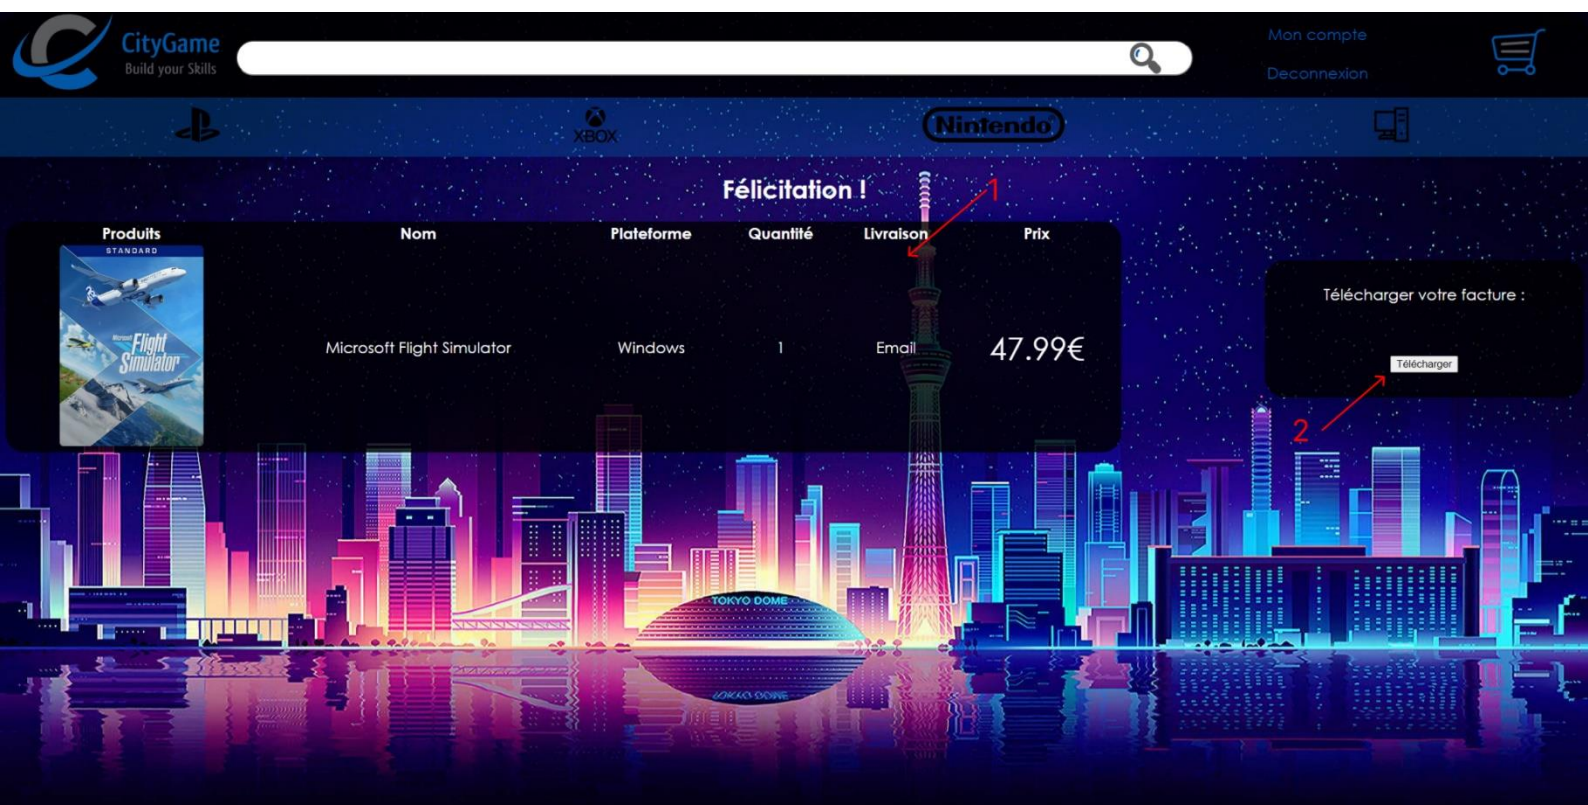 CityGame
Build your Skills
Mon compte
Deconnexion
XBOX
Nintendo
Félicitation !
1
Produits Nom Plateforme Quantité Livraison Prix
STANDARD
Microsoft Flight Simulator
Microsoft Flight Simulator Windows 1 Email 47.99€
Télécharger votre facture :
Télécharger
2
TOKYO DOME